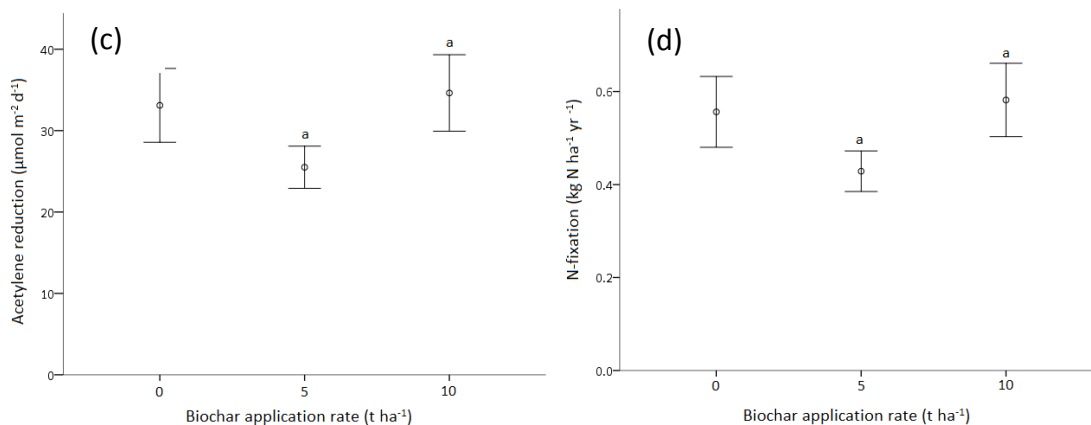 (c)
Acetylene reduction (µmol m⁻² d⁻¹)
40
30
20
10
0
a
a
0
5
10
Biochar application rate (t ha⁻¹)
(d)
N-fixation (kg N ha⁻¹ yr ⁻¹)
0.6
0.4
0.2
0.0
a
a
0
5
10
Biochar application rate (t ha⁻¹)